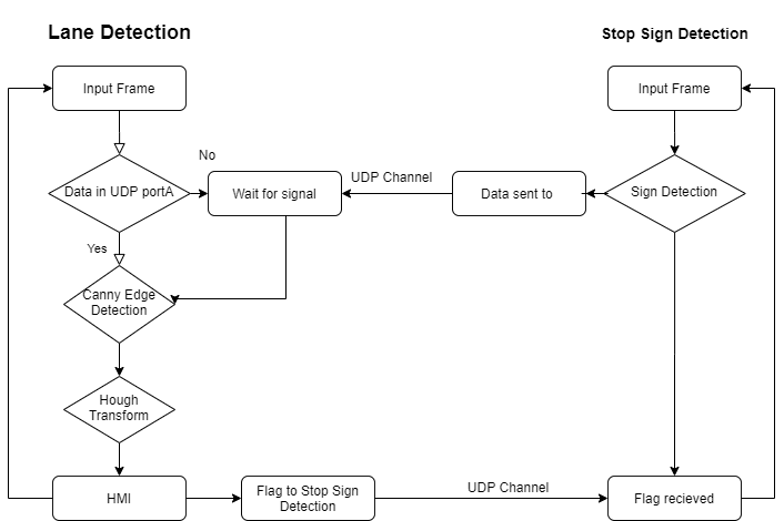 Lane Detection
Stop Sign Detection
Input Frame
Input Frame
No
Data in UDP portA
Wait for signal
UDP Channel
Data sent to
Sign Detection
Yes
Canny Edge
Detection
Hough
Transform
HMI
Flag to Stop Sign
Detection
UDP Channel
Flag recieved